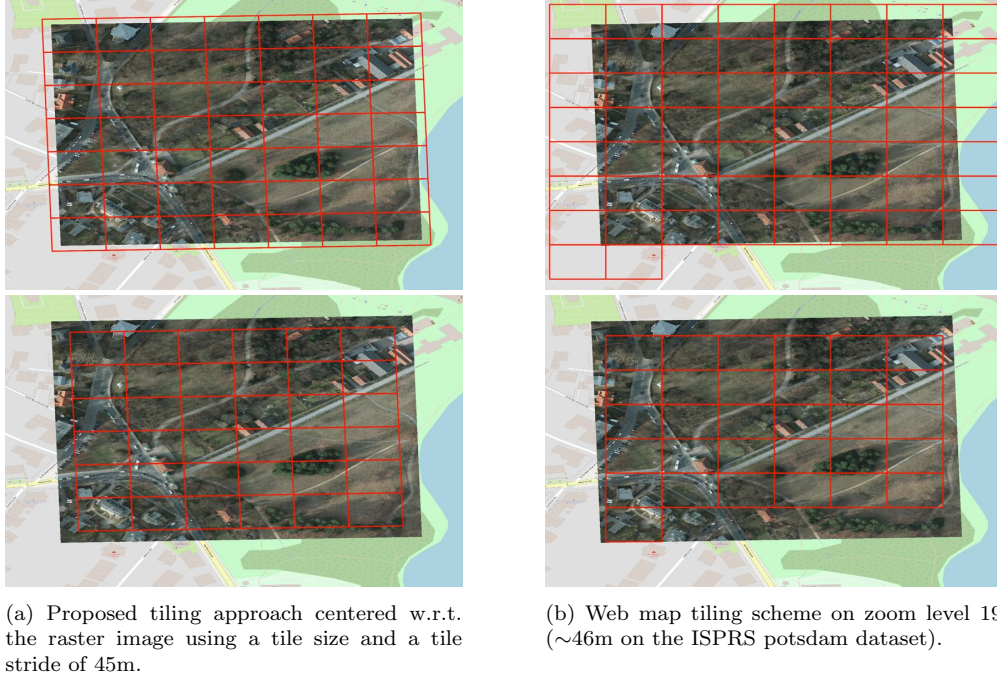 (a) Proposed tiling approach centered w.r.t.
the raster image using a tile size and a tile
stride of 45m.
(b) Web map tiling scheme on zoom level 19
(∼46m on the ISPRS potsdam dataset).